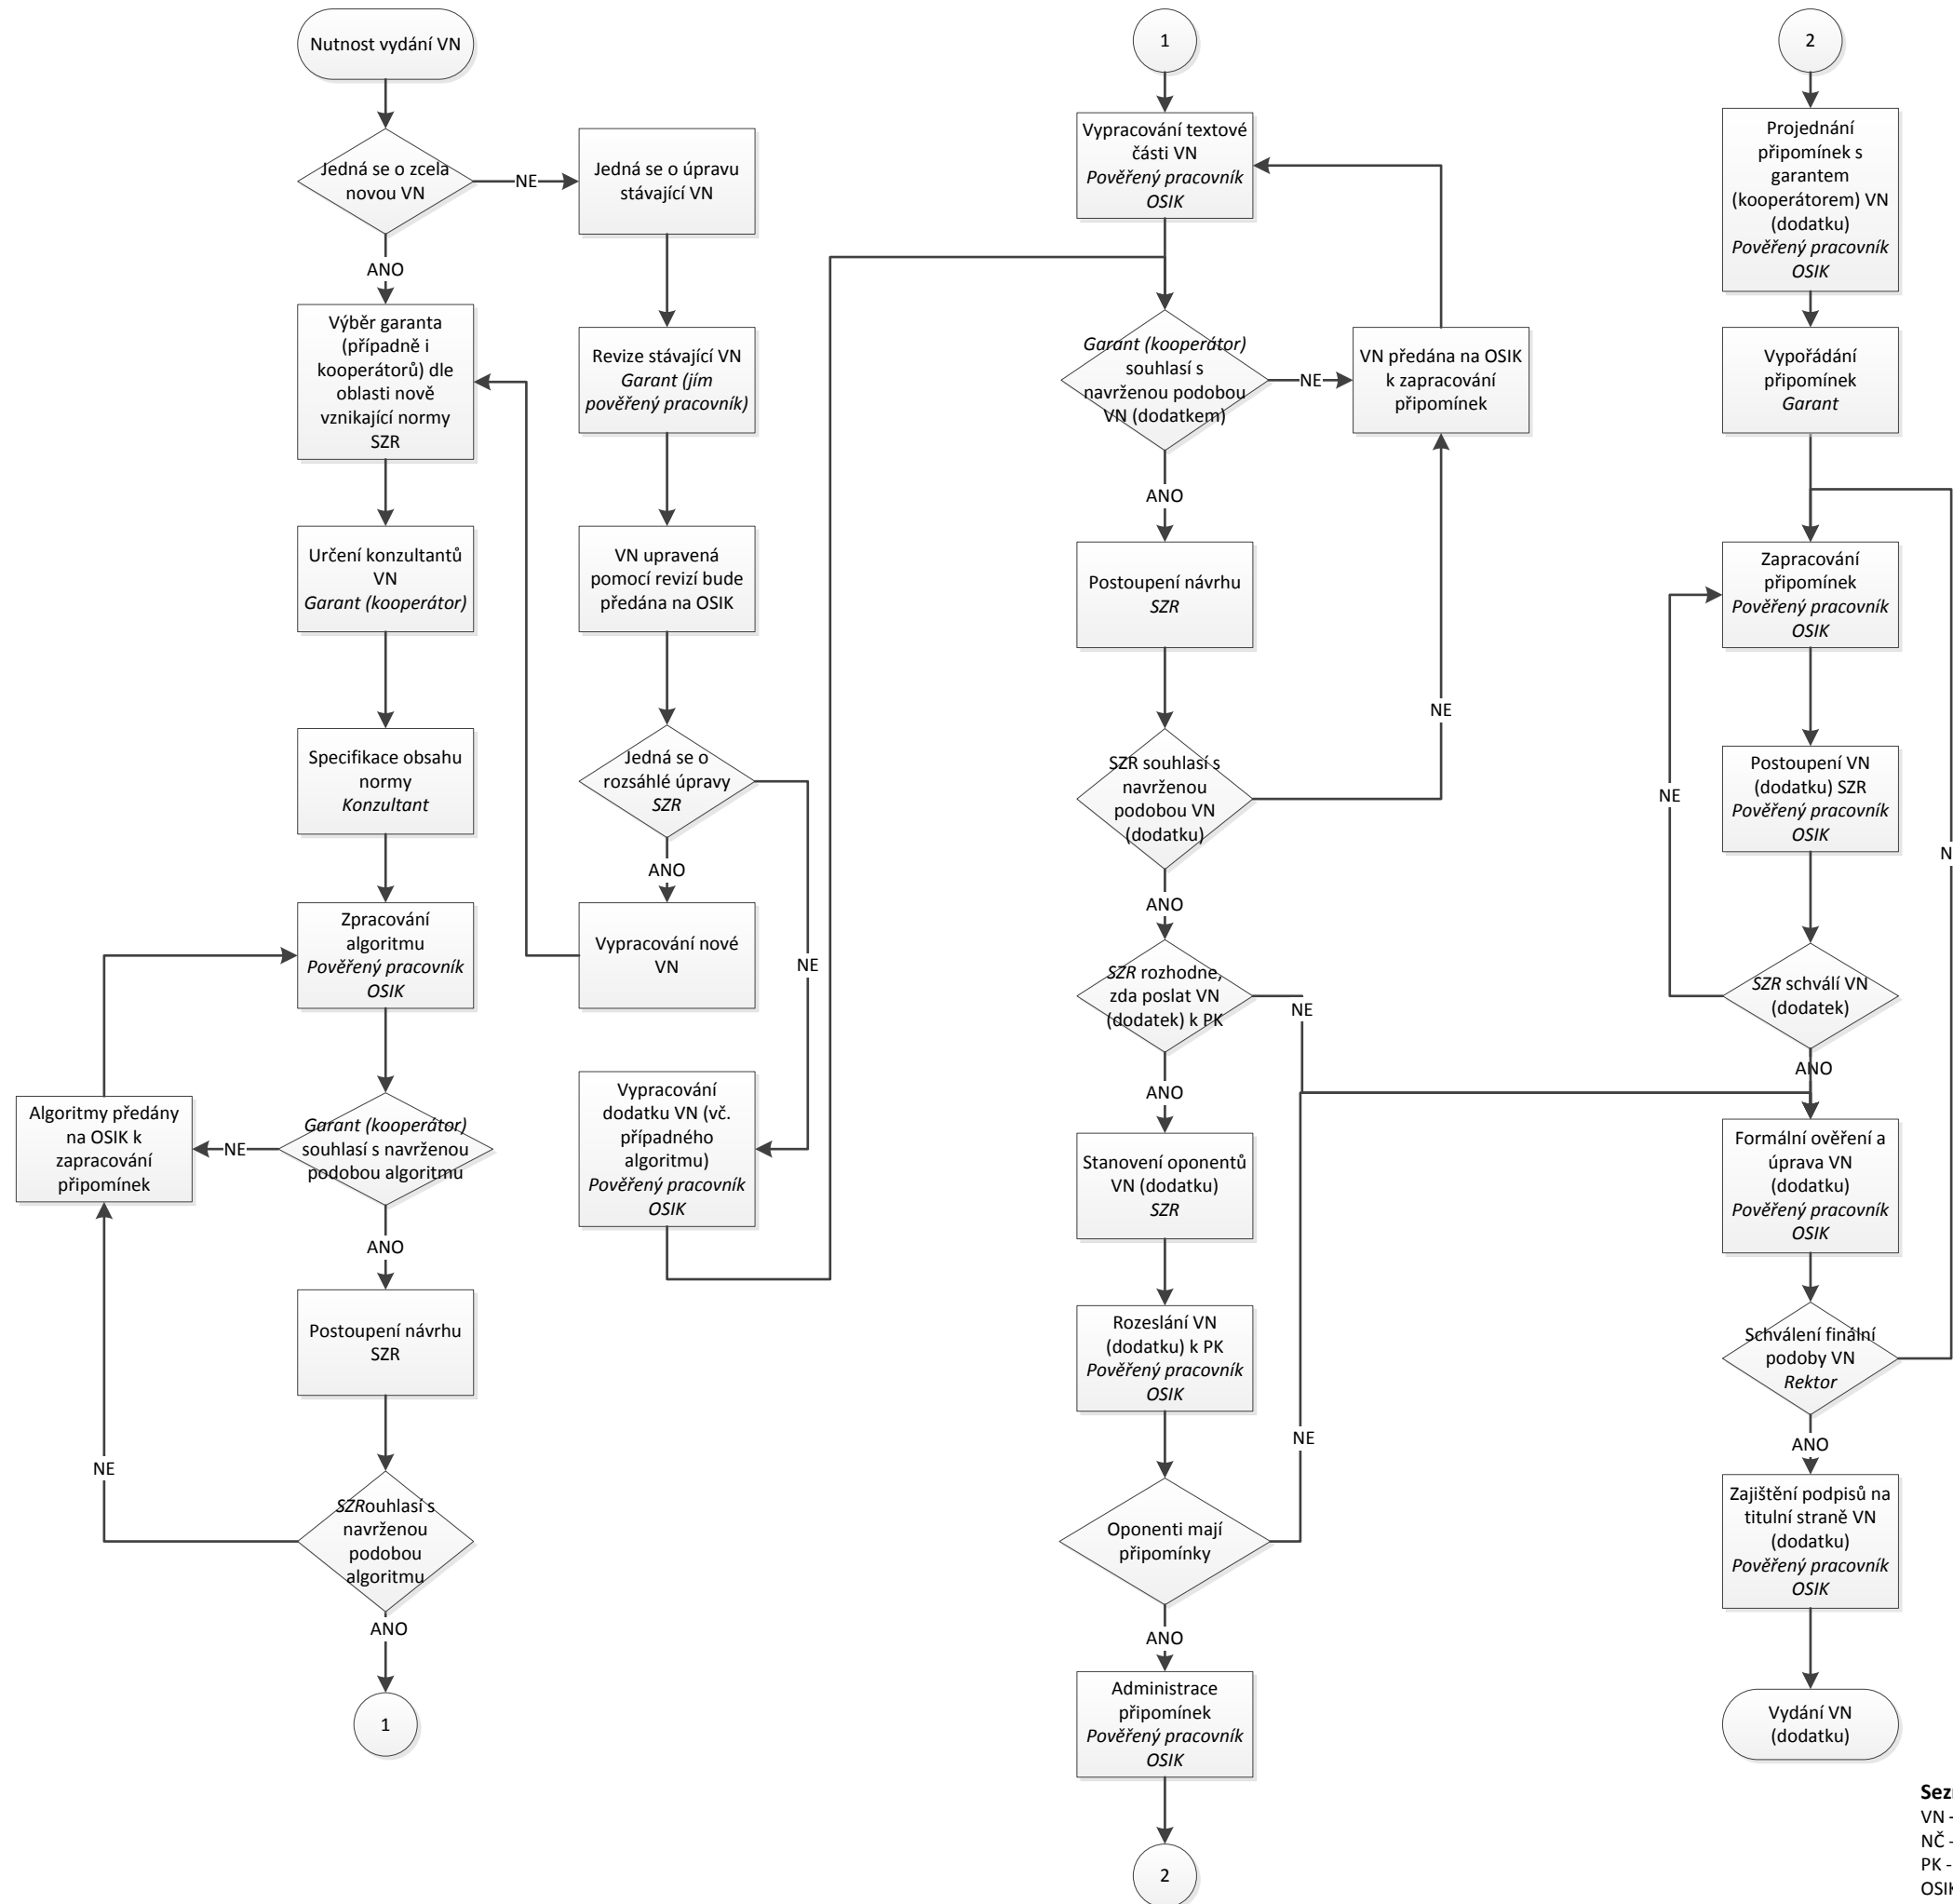 Nutnost vydání VN
Jedná se o zcela
novou VN
NE
Jedná se o úpravu
stávající VN
ANO
Výběr garanta
(případně i
kooperátorů) dle
oblasti nově
vznikající normy
SZR
Revize stávající VN
Garant (jím
pověřený pracovník)
Určení konzultantů
VN
Garant (kooperátor)
VN upravená
pomocí revizí bude
předána na OSIK
Specifikace obsahu
normy
Konzultant
Jedná se o
rozsáhlé úpravy
SZR
ANO
NE
Zpracování
algoritmu
Pověřený pracovník
OSIK
Vypracování nové
VN
Algoritmy předány
na OSIK k
zapracování
připomínek
NE
Garant (kooperátor)
souhlasí s navrženou
podobou algoritmu
Vypracování
dodatku VN (vč.
případného
algoritmu)
Pověřený pracovník
OSIK
ANO
Postoupení návrhu
SZR
NE
SZRouhlasí s
navrženou
podobou
algoritmu
ANO
1
1
Vypracování textové
části VN
Pověřený pracovník
OSIK
Garant (kooperátor)
souhlasí s
navrženou podobou
VN (dodatkem)
NE
VN předána na OSIK
k zapracování
připomínek
ANO
Postoupení návrhu
SZR
NE
SZR souhlasí s
navrženou
podobou VN
(dodatku)
ANO
SZR rozhodne,
zda poslat VN
(dodatek) k PK
NE
ANO
Stanovení oponentů
VN (dodatku)
SZR
Rozeslání VN
(dodatku) k PK
Pověřený pracovník
OSIK
NE
Oponenti mají
připomínky
ANO
Administrace
připomínek
Pověřený pracovník
OSIK
2
2
Projednání
připomínek s
garantem
(kooperátorem) VN
(dodatku)
Pověřený pracovník
OSIK
Vypořádání
připomínek
Garant
Zapracování
připomínek
Pověřený pracovník
OSIK
NE
Postoupení VN
(dodatku) SZR
Pověřený pracovník
OSIK
N
SZR schválí VN
(dodatek)
ANO
Formální ověření a
úprava VN
(dodatku)
Pověřený pracovník
OSIK
Schválení finální
podoby VN
Rektor
ANO
Zajištění podpisů na
titulní straně VN
(dodatku)
Pověřený pracovník
OSIK
Vydání VN
(dodatku)
VN -
NČ -
PK -